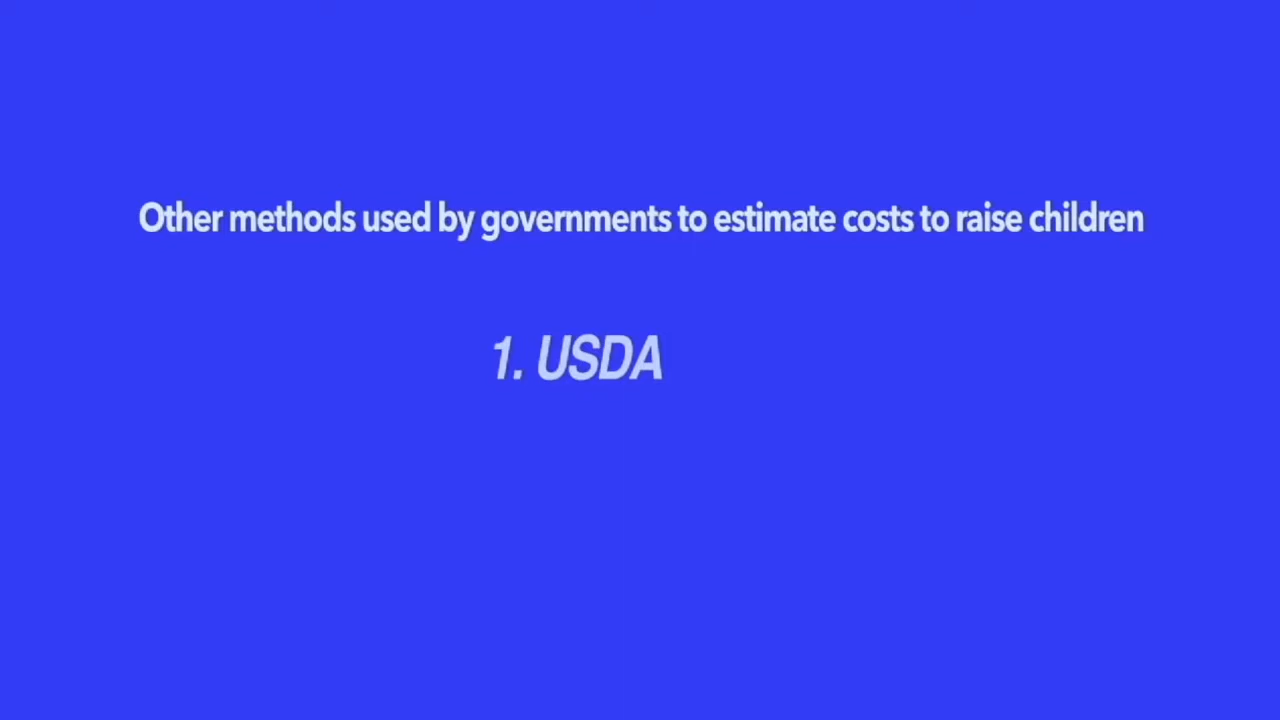 Other methods used by governments to estimate costs to raise children
1. USDA